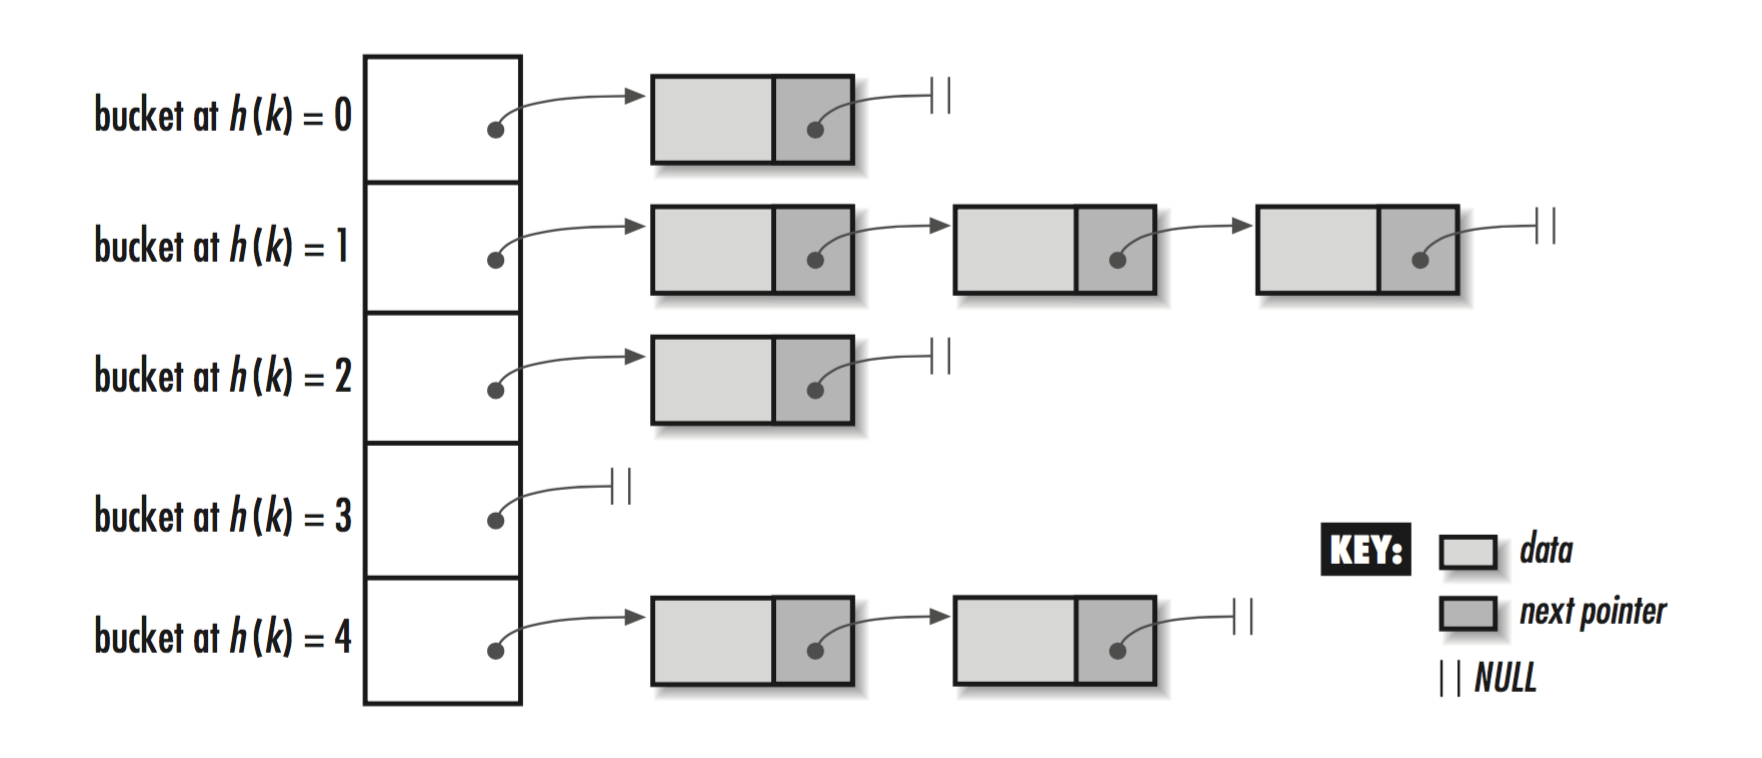 bucket at h(k) = 0
bucket at h(k) = 1
bucket at h(k) = 2
bucket at h(k) = 3
bucket at h(k) = 4
KEY:
data
next pointer
NULL